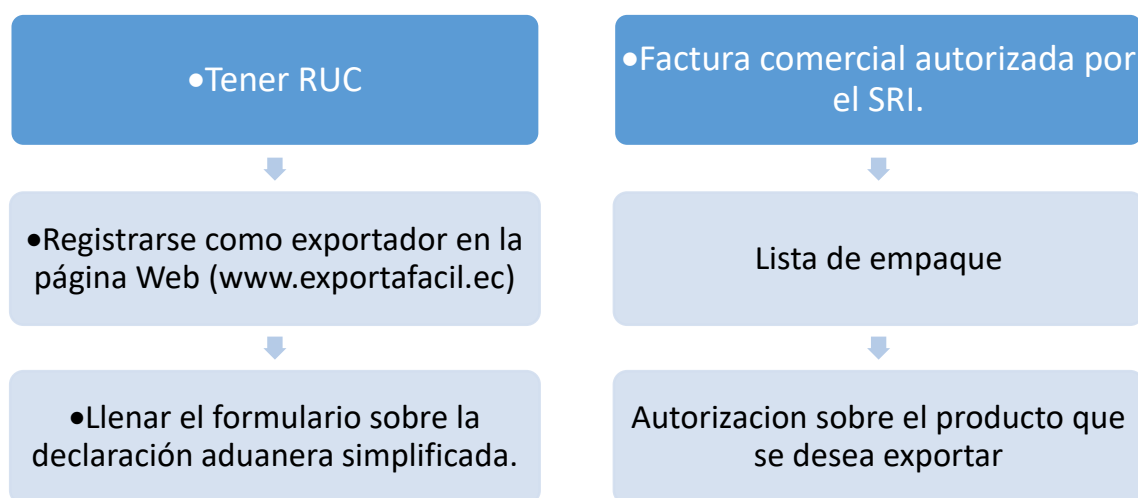 •Tener RUC
•Registrarse como exportador en la
página Web (www.exportafacil.ec)
•Llenar el formulario sobre la
declaración aduanera simplificada.
•Factura comercial autorizada por
el SRI.
Lista de empaque
Autorizacion sobre el producto que
se desea exportar